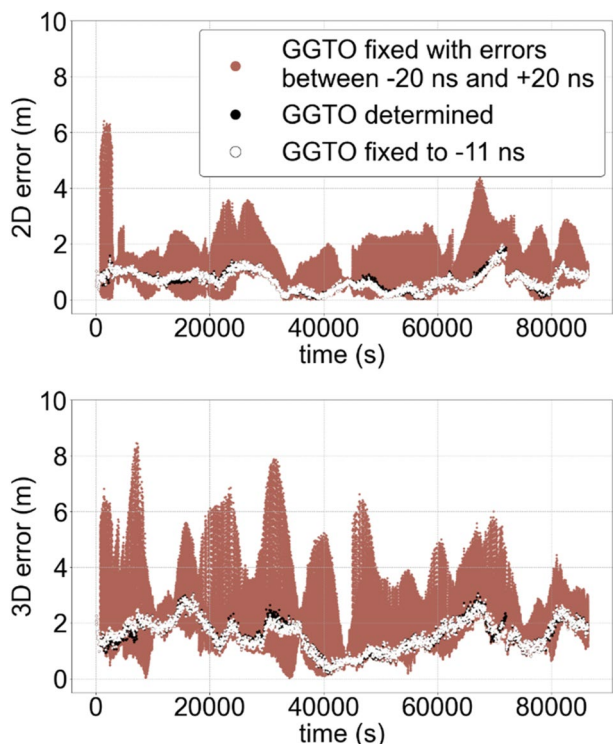 10
8
6
4
2
0
2D error (m)
GGTO fixed with errors
between -20 ns and +20 ns
GGTO determined
GGTO fixed to -11 ns
0 20000 40000 60000 80000
time (s)
10
8
6
4
2
0
3D error (m)
0 20000 40000 60000 80000
time (s)